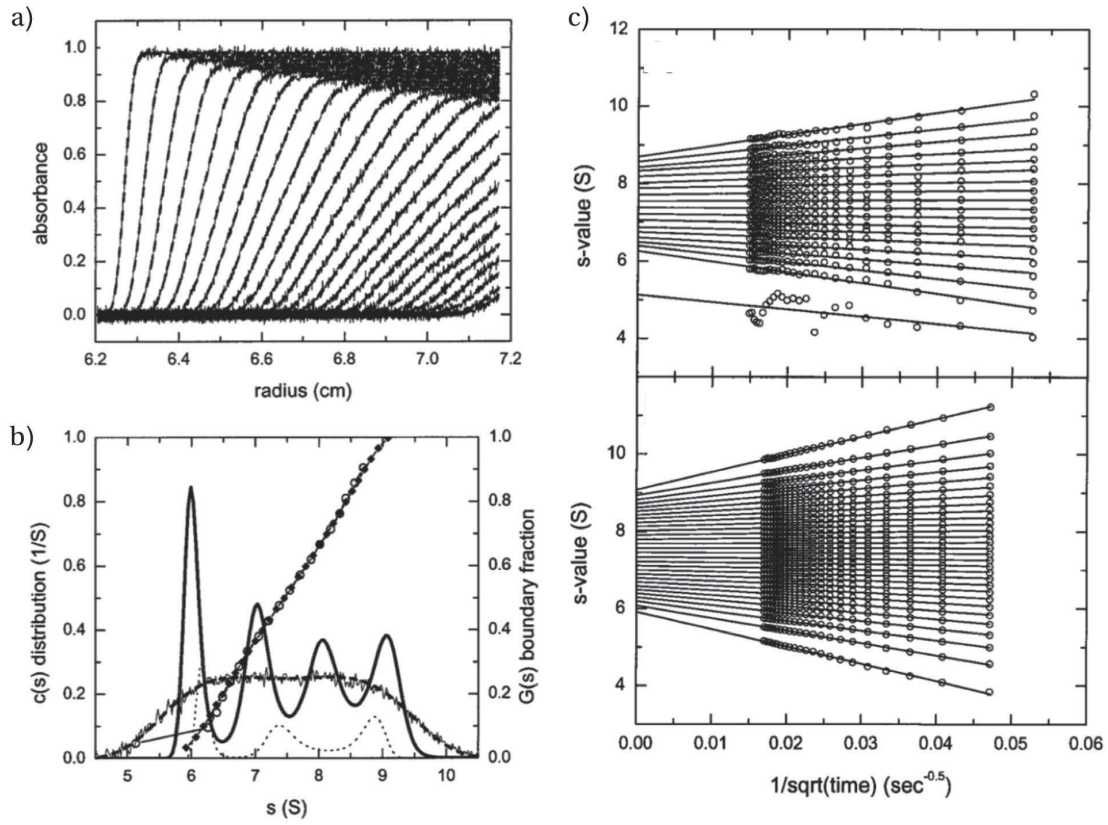 a)
absorbance
1.0
0.8
0.6
0.4
0.2
0.0
6.2 6.4 6.6 6.8 7.0 7.2
radius (cm)
b)
c(s) distribution (1/S)
1.0
0.8
0.6
0.4
0.2
0.0
5 6 7 8 9 10
s (S)
1.0
0.8
0.6
0.4
0.2
0.0
G(s) boundary fraction
c)
s-value (S)
12
10
8
6
4
s-value (S)
10
8
6
4
0.00 0.01 0.02 0.03 0.04 0.05 0.06
1/sqrt(time) (sec⁻⁰·⁵)